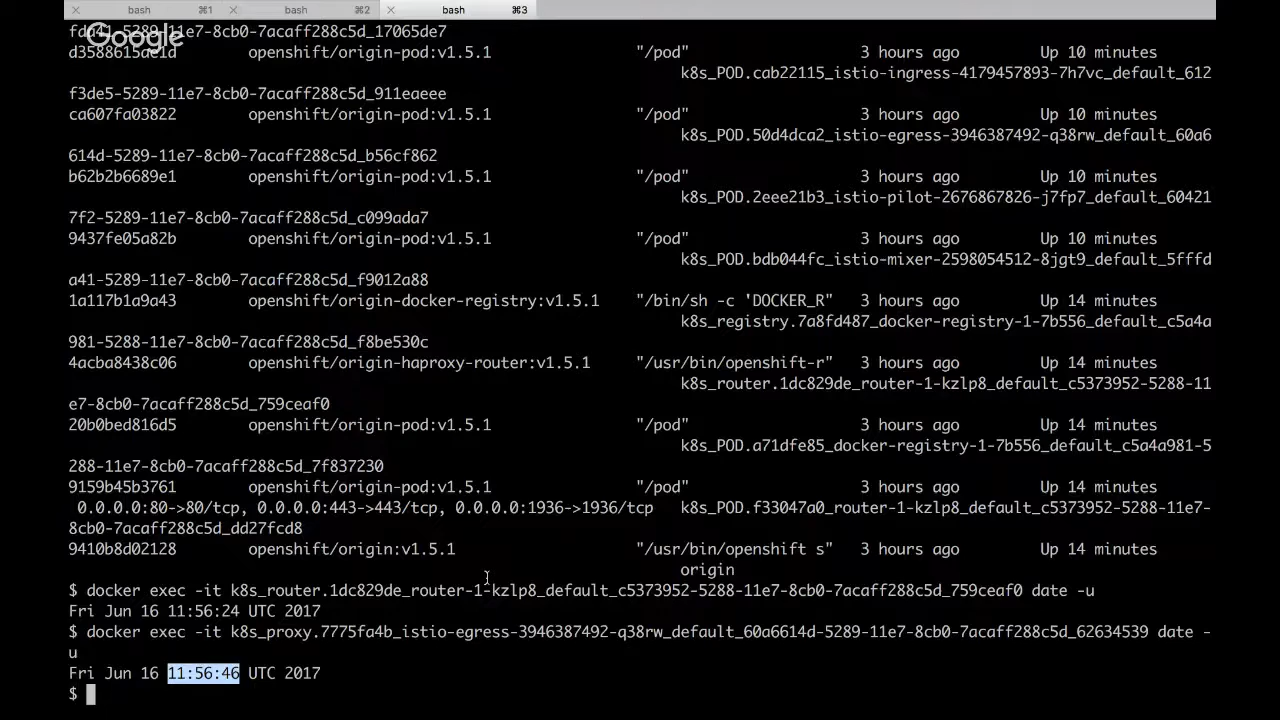 bash ⌘1 bash ⌘2 bash ⌘3
fda41-5289-11e7-8cb0-7acaff288c5d_17065de7
Google
d3588615ae1d openshift/origin-pod:v1.5.1 "/pod" 3 hours ago Up 10 minutes
k8s_POD.cab22115_istio-ingress-4179457893-7h7vc_default_612
f3de5-5289-11e7-8cb0-7acaff288c5d_911eaeee
ca607fa03822 openshift/origin-pod:v1.5.1 "/pod" 3 hours ago Up 10 minutes
k8s_POD.50d4dca2_istio-egress-3946387492-q38rw_default_60a6
614d-5289-11e7-8cb0-7acaff288c5d_b56cf862
b62b2b6689e1 openshift/origin-pod:v1.5.1 "/pod" 3 hours ago Up 10 minutes
k8s_POD.2eee21b3_istio-pilot-2676867826-j7fp7_default_60421
7f2-5289-11e7-8cb0-7acaff288c5d_c099ada7
9437fe05a82b openshift/origin-pod:v1.5.1 "/pod" 3 hours ago Up 10 minutes
k8s_POD.bdb044fc_istio-mixer-2598054512-8jgt9_default_5fffd
a41-5289-11e7-8cb0-7acaff288c5d_f9012a88
1a117b1a9a43 openshift/origin-docker-registry:v1.5.1 "/bin/sh -c 'DOCKER_R" 3 hours ago Up 14 minutes
k8s_registry.7a8fd487_docker-registry-1-7b556_default_c5a4a
981-5288-11e7-8cb0-7acaff288c5d_f8be530c
4acba8438c06 openshift/origin-haproxy-router:v1.5.1 "/usr/bin/openshift-r" 3 hours ago Up 14 minutes
k8s_router.1dc829de_router-1-kzlp8_default_c5373952-5288-11
e7-8cb0-7acaff288c5d_759ceaf0
20b0bed816d5 openshift/origin-pod:v1.5.1 "/pod" 3 hours ago Up 14 minutes
k8s_POD.a71dfe85_docker-registry-1-7b556_default_c5a4a981-5
288-11e7-8cb0-7acaff288c5d_7f837230
9159b45b3761 openshift/origin-pod:v1.5.1 "/pod" 3 hours ago Up 14 minutes
0.0.0.0:80->80/tcp, 0.0.0.0:443->443/tcp, 0.0.0.0:1936->1936/tcp k8s_POD.f33047a0_router-1-kzlp8_default_c5373952-5288-11e7-
8cb0-7acaff288c5d_dd27fcd8
9410b8d02128 openshift/origin:v1.5.1 "/usr/bin/openshift s" 3 hours ago Up 14 minutes
origin
$ docker exec -it k8s_router.1dc829de_router-1-kzlp8_default_c5373952-5288-11e7-8cb0-7acaff288c5d_759ceaf0 date -u
Fri Jun 16 11:56:24 UTC 2017
$ docker exec -it k8s_proxy.7775fa4b_istio-egress-3946387492-q38rw_default_60a6614d-5289-11e7-8cb0-7acaff288c5d_62634539 date -
u
Fri Jun 16 11:56:46 UTC 2017
$